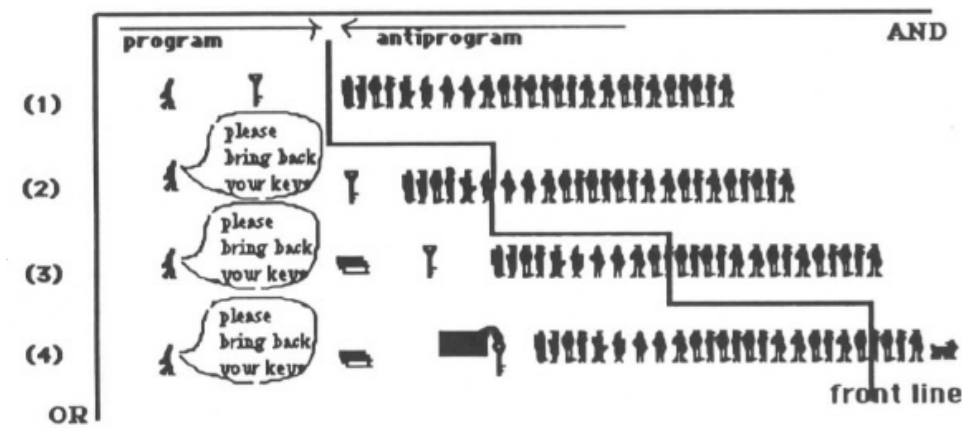 program
antiprogram
AND
(1)
please
bring back
your keys
(2)
please
bring back
your keys
(3)
please
bring back
your keys
(4)
front line
OR